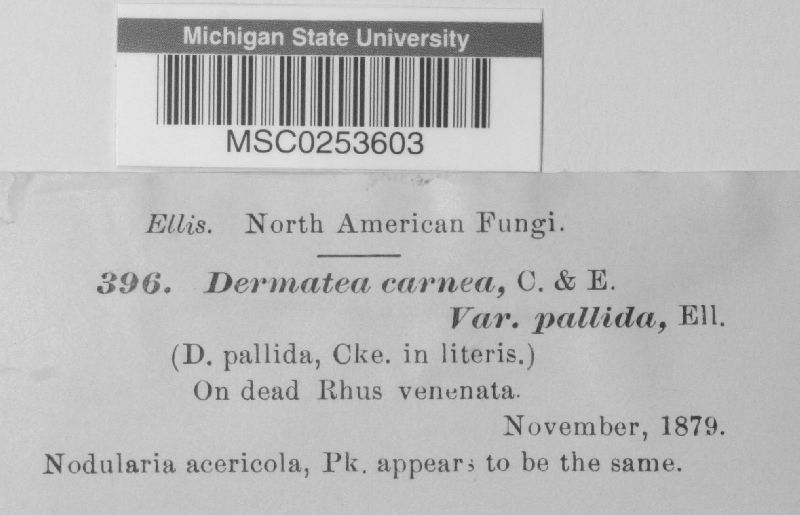 Michigan State University
MSC0253603
Ellis. North American Fungi.
396. Dermatea carnea, C. & E.
Var. pallida, Ell.
(D. pallida, Cke. in literis.)
On dead Rhus venenata.
November, 1879.
Nodularia acericola, Pk. appears to be the same.